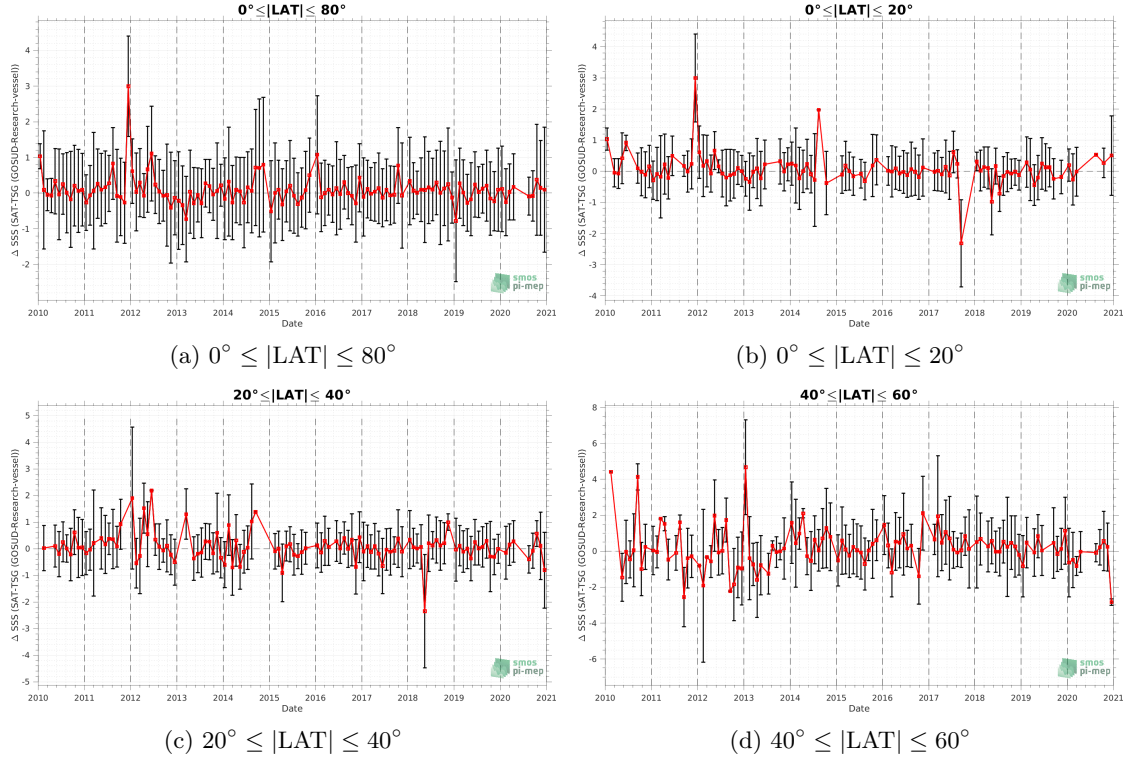 0°≤|LAT|≤ 80°
Δ SSS (SAT-TSG (GOSUD-Research-vessel))
4
3
2
1
0
-1
-2
smos
pi-mep
2010 2011 2012 2013 2014 2015 2016 2017 2018 2019 2020 2021
Date
(a) 0° ≤ |LAT| ≤ 80°
0°≤|LAT|≤ 20°
Δ SSS (SAT-TSG (GOSUD-Research-vessel))
4
3
2
1
0
-1
-2
-3
-4
smos
pi-mep
2010 2011 2012 2013 2014 2015 2016 2017 2018 2019 2020 2021
Date
(b) 0° ≤ |LAT| ≤ 20°
20°≤|LAT|≤ 40°
Δ SSS (SAT-TSG (GOSUD-Research-vessel))
5
4
3
2
1
0
-1
-2
-3
-4
-5
smos
pi-mep
2010 2011 2012 2013 2014 2015 2016 2017 2018 2019 2020 2021
Date
(c) 20° ≤ |LAT| ≤ 40°
40°≤|LAT|≤ 60°
Δ SSS (SAT-TSG (GOSUD-Research-vessel))
8
6
4
2
0
-2
-4
-6
smos
pi-mep
2010 2011 2012 2013 2014 2015 2016 2017 2018 2019 2020 2021
Date
(d) 40° ≤ |LAT| ≤ 60°